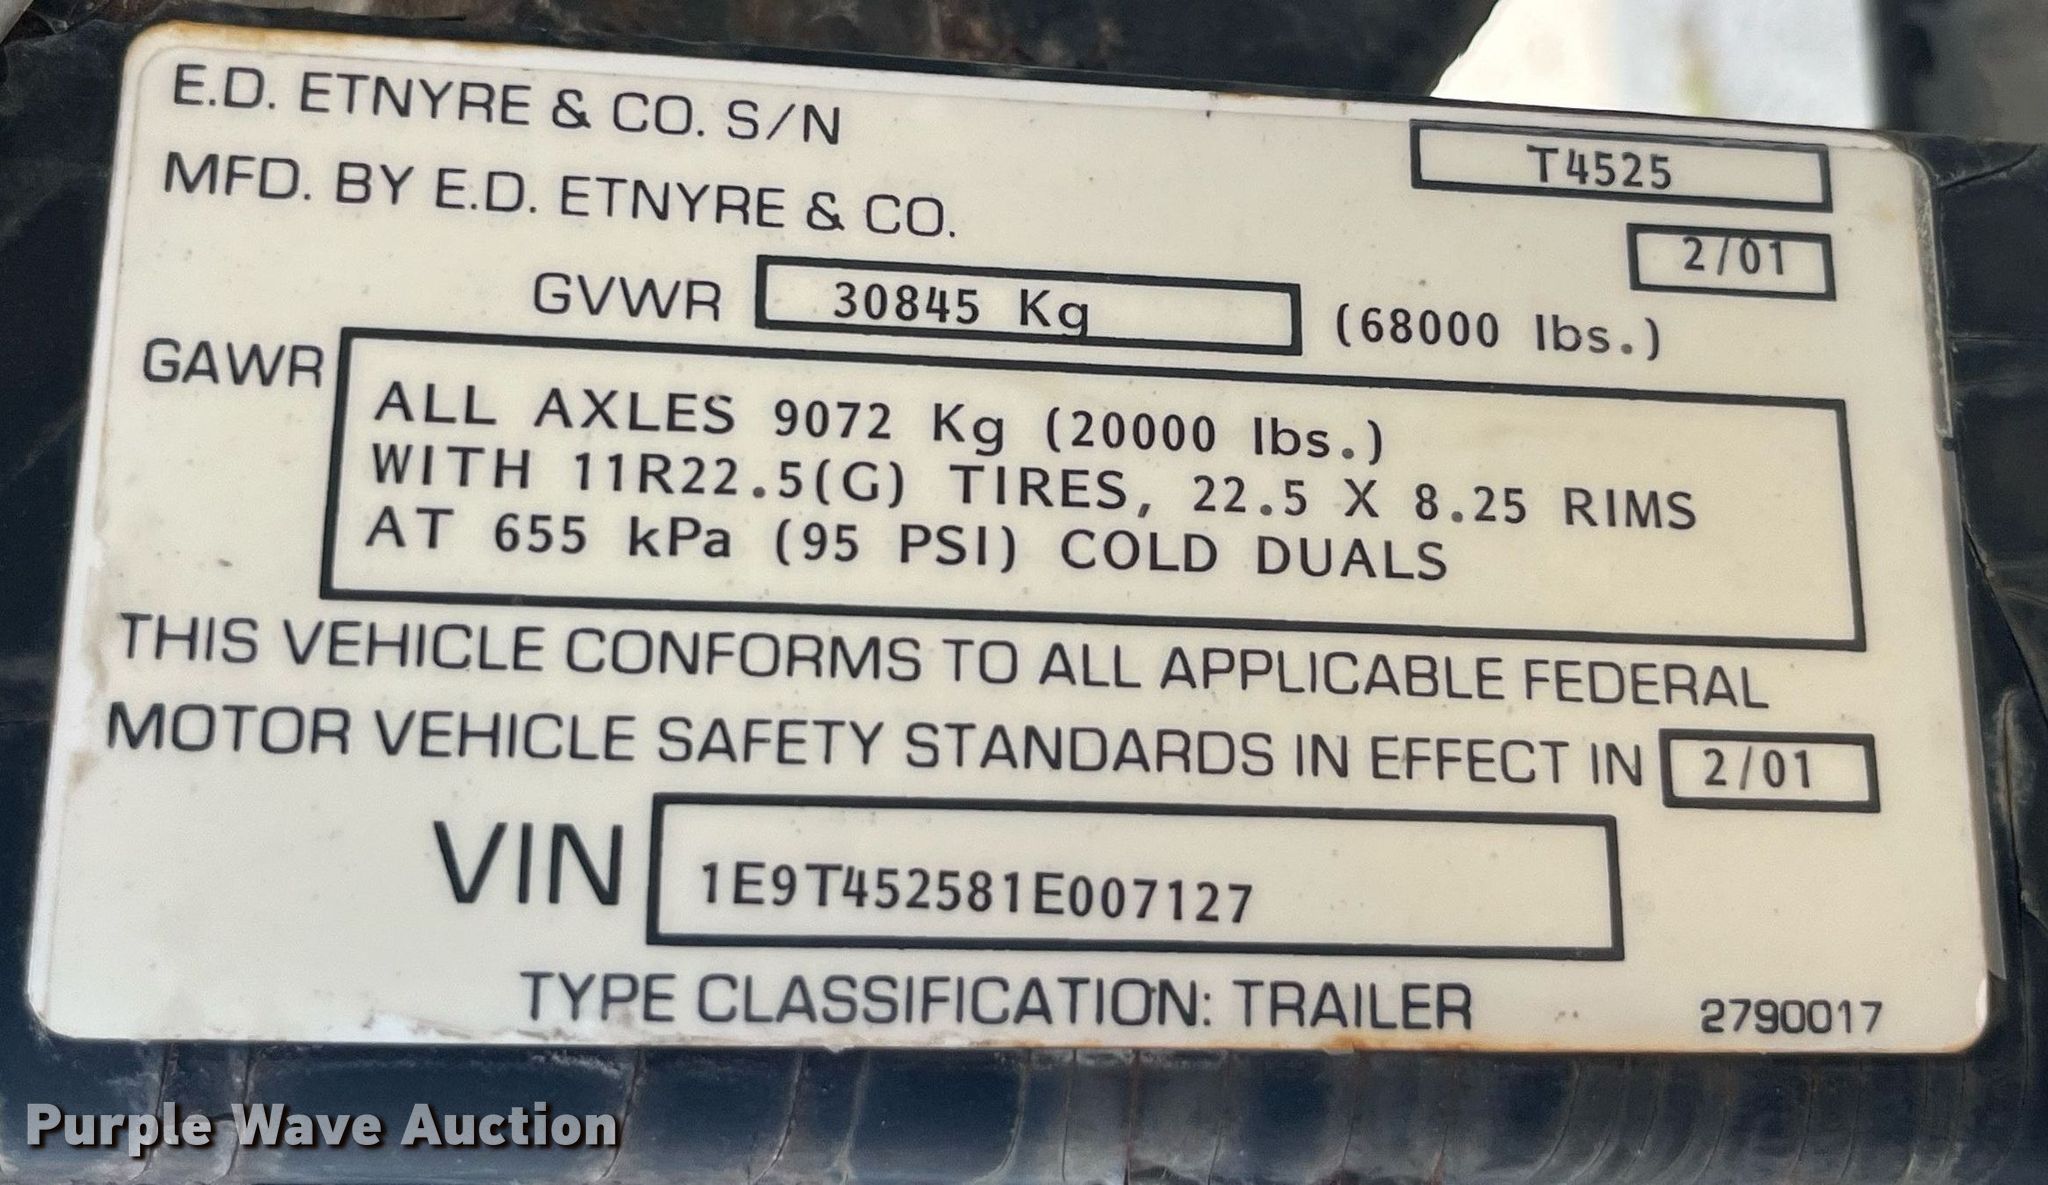 E.D. ETNYRE & CO. S/N T4525
MFD. BY E.D. ETNYRE & CO. 2/01
GVWR 30845 Kg (68000 lbs.)
GAWR ALL AXLES 9072 Kg (20000 lbs.)
WITH 11R22.5(G) TIRES, 22.5 X 8.25 RIMS
AT 655 kPa (95 PSI) COLD DUALS
THIS VEHICLE CONFORMS TO ALL APPLICABLE FEDERAL
MOTOR VEHICLE SAFETY STANDARDS IN EFFECT IN 2/01
VIN 1E9T452581E007127
TYPE CLASSIFICATION: TRAILER 2790017
Purple Wave Auction